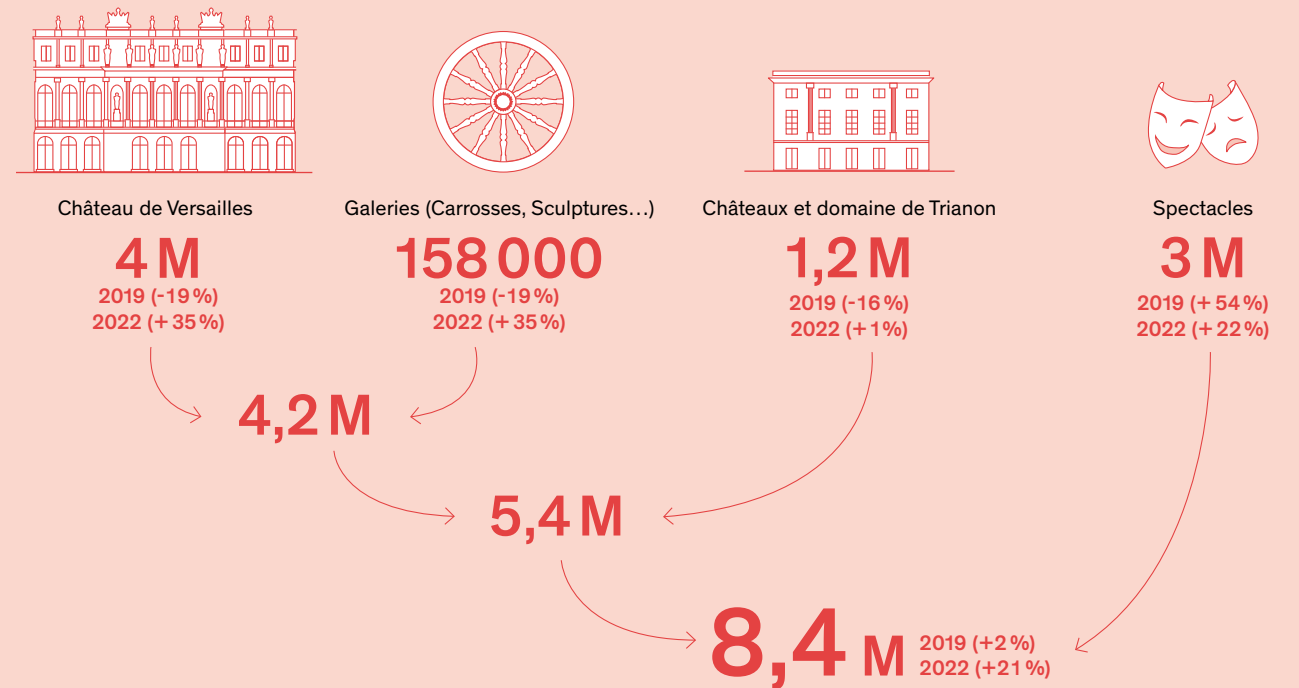 Château de Versailles
4 M
2019 (-19 %)
2022 (+ 35 %)
Galeries (Carrosses, Sculptures…)
158 000
2019 (-19 %)
2022 (+ 35 %)
Châteaux et domaine de Trianon
1,2 M
2019 (-16 %)
2022 (+ 1 %)
Spectacles
3 M
2019 (+ 54 %)
2022 (+ 22 %)
4,2 M
5,4 M
8,4 M
2019 (+2 %)
2022 (+21 %)